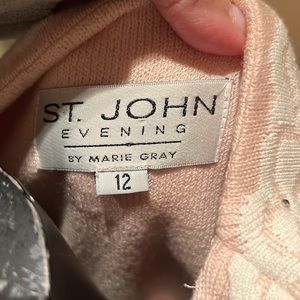 ST. JOHN
EVENING
BY MARIE GRAY
12